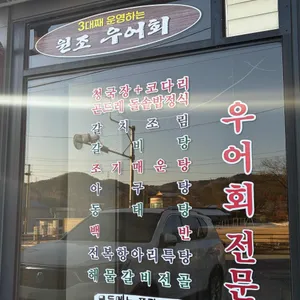 3대째 운영하는
원조 우어회
청국장+코다리
곤드레 돌솥밥정식
갈치조림
갈비탕
조기매운탕
아구탕
동태탕
백반
진복항아리특탕
해물갈비전골
우어회전문